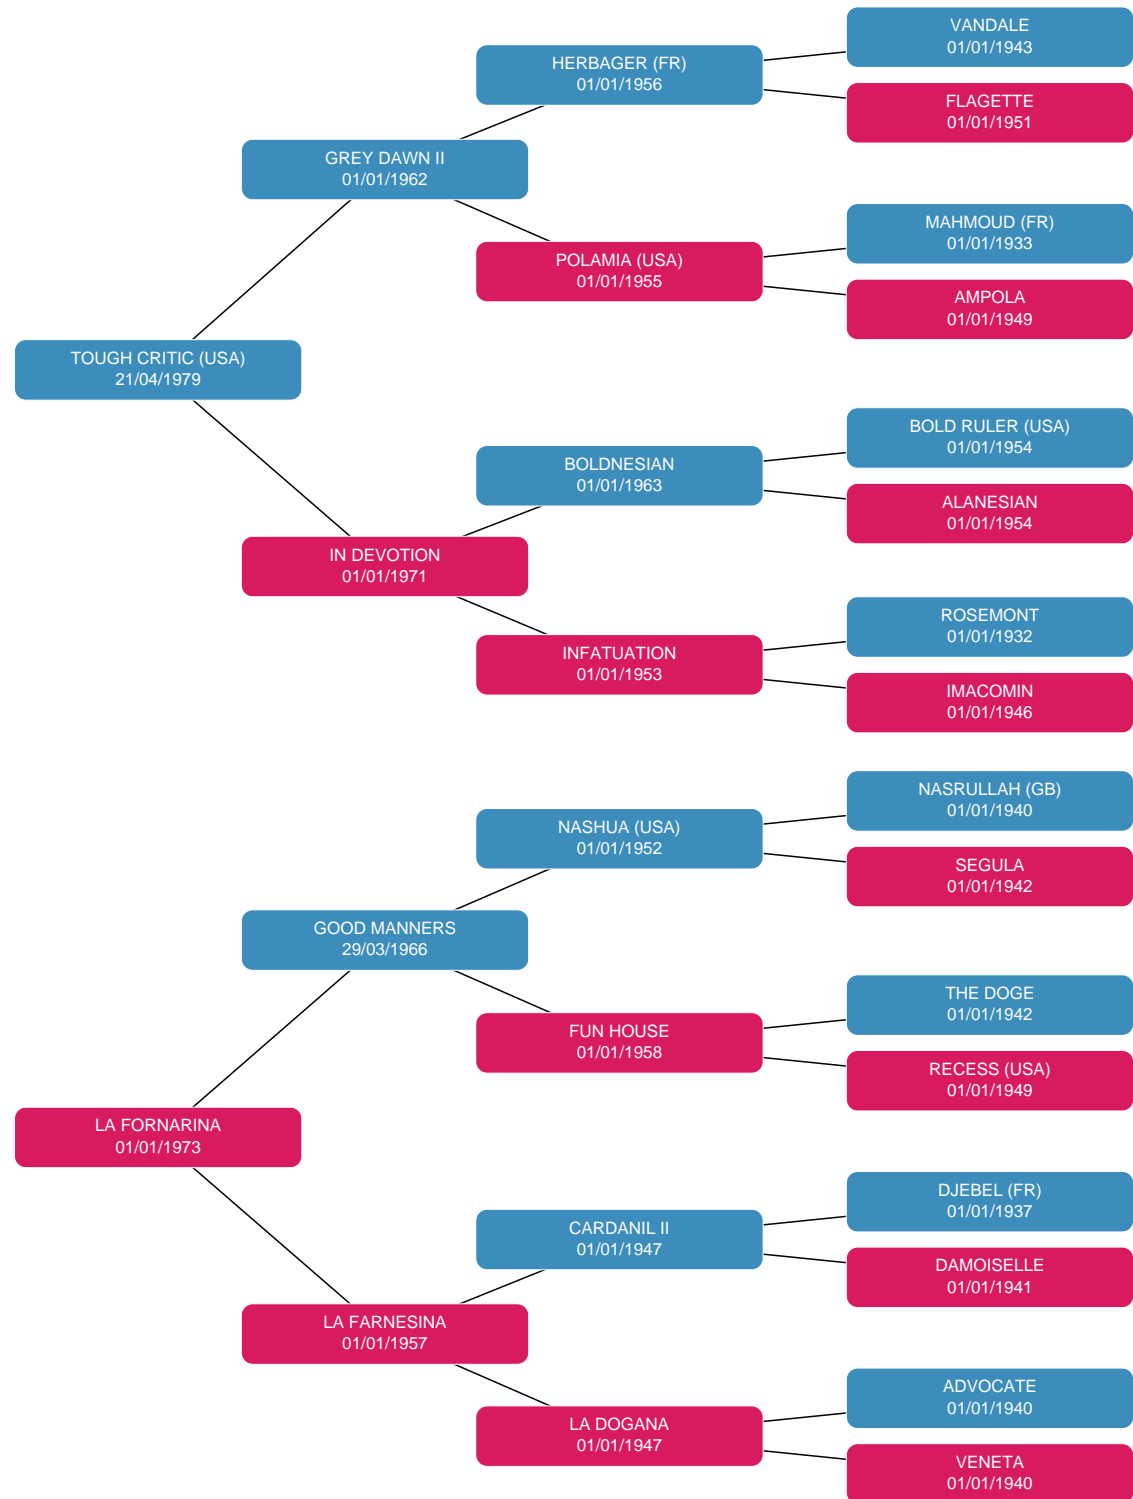 VANDALE
01/01/1943
HERBAGER (FR)
01/01/1956
FLAGETTE
01/01/1951
GREY DAWN II
01/01/1962
MAHMOUD (FR)
01/01/1933
POLAMIA (USA)
01/01/1955
AMPOLA
01/01/1949
TOUGH CRITIC (USA)
21/04/1979
BOLD RULER (USA)
01/01/1954
BOLDNESIAN
01/01/1963
ALANESIAN
01/01/1954
IN DEVOTION
01/01/1971
ROSEMONT
01/01/1932
INFATUATION
01/01/1953
IMACOMIN
01/01/1946
NASRULLAH (GB)
01/01/1940
NASHUA (USA)
01/01/1952
SEGULA
01/01/1942
GOOD MANNERS
29/03/1966
THE DOGE
01/01/1942
FUN HOUSE
01/01/1958
RECESS (USA)
01/01/1949
LA FORNARINA
01/01/1973
DJEBEL (FR)
01/01/1937
CARDANIL II
01/01/1947
DAMOISELLE
01/01/1941
LA FARNESINA
01/01/1957
ADVOCATE
01/01/1940
LA DOGANA
01/01/1947
VENETA
01/01/1940